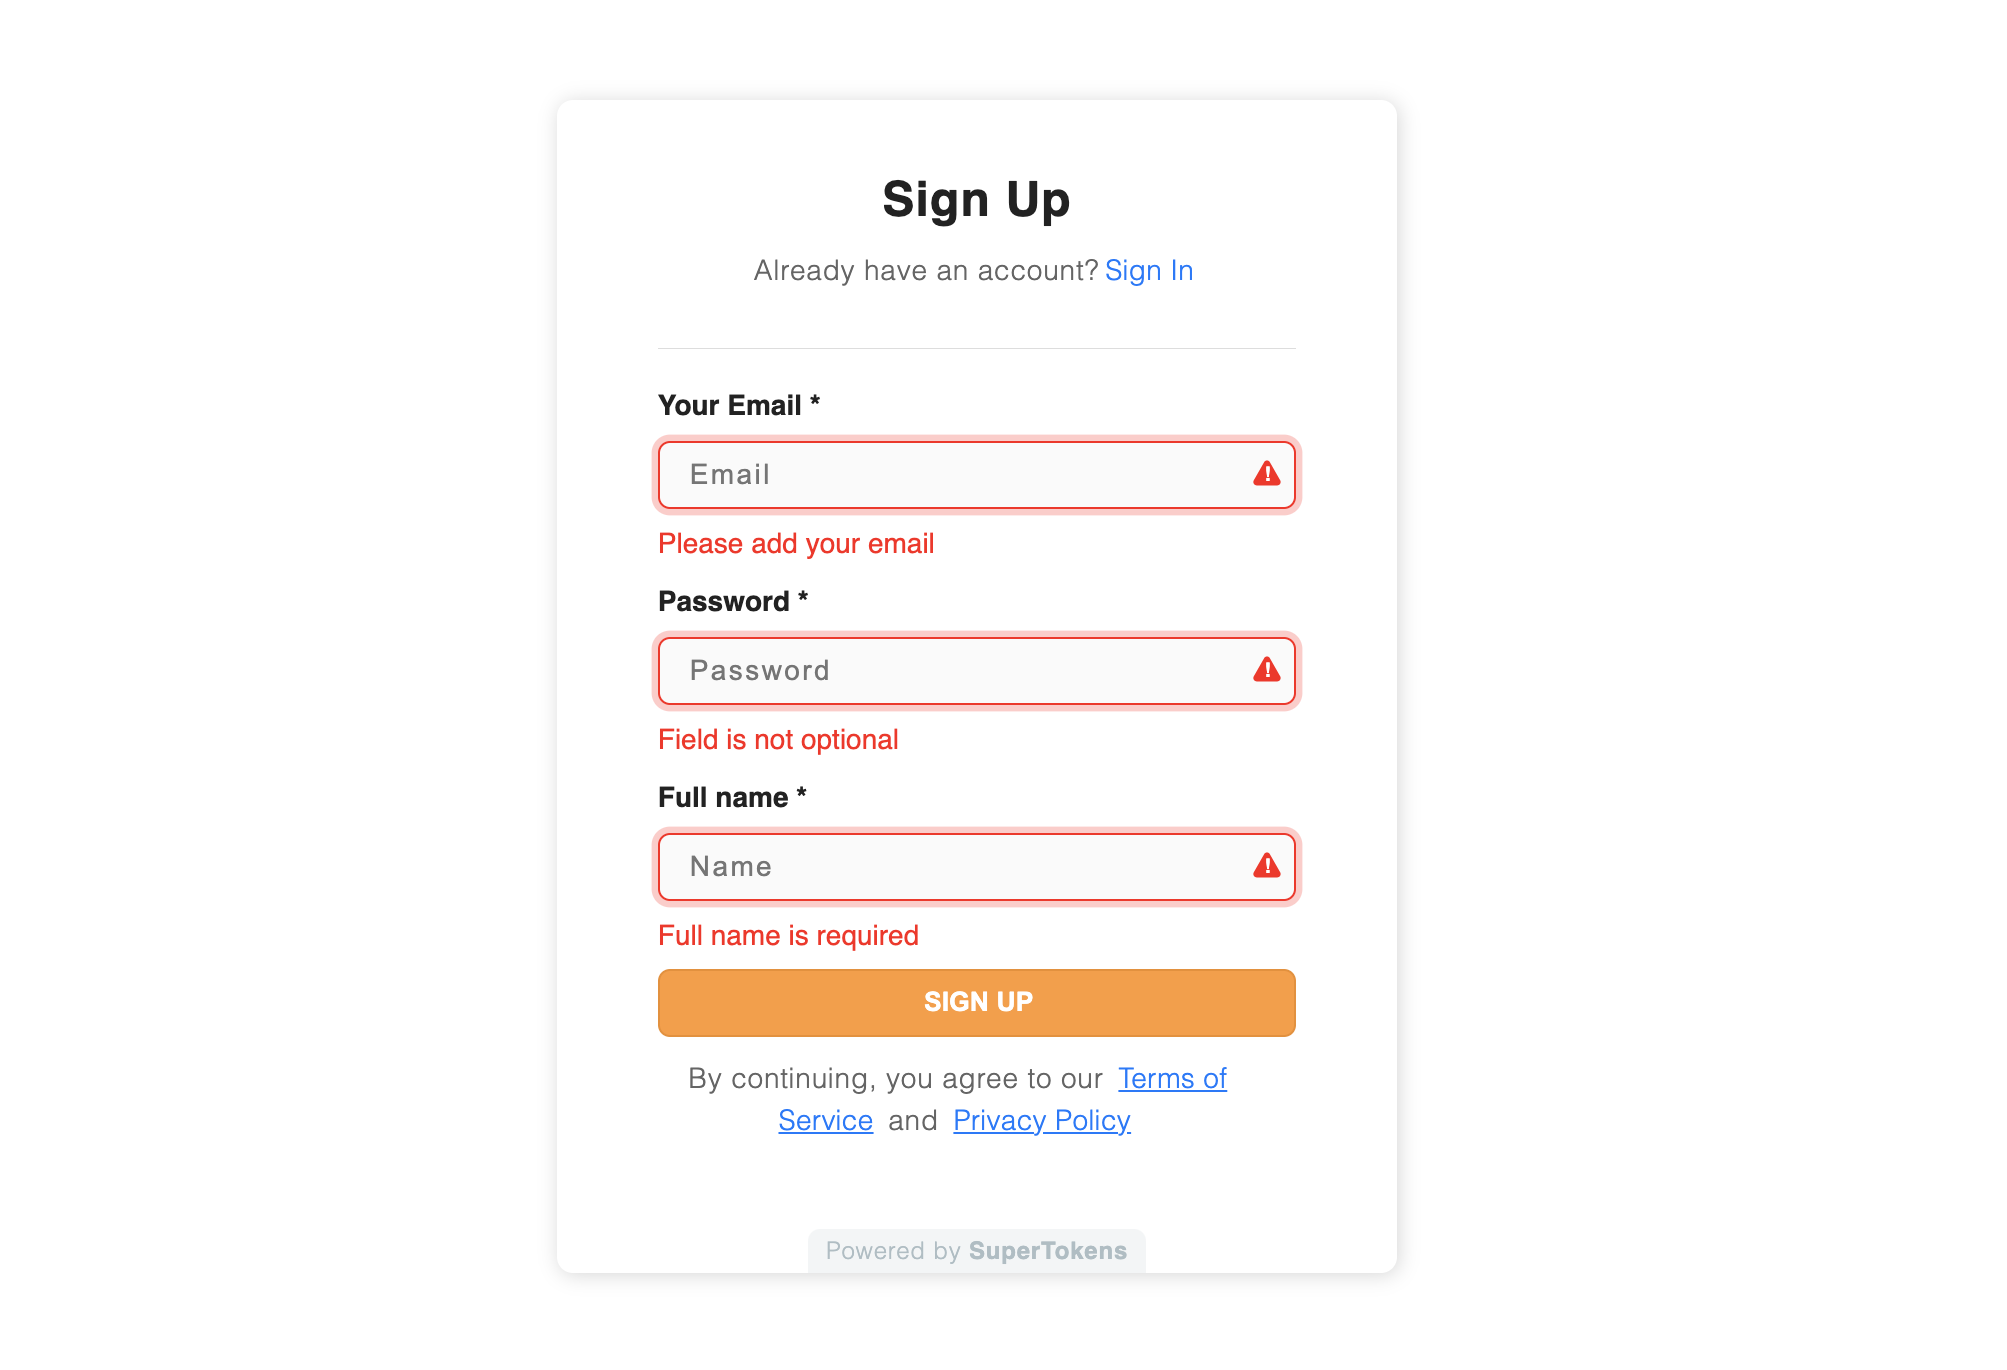 Sign Up
Already have an account? Sign In
Your Email *
Email
Please add your email
Password *
Password
Field is not optional
Full name *
Name
Full name is required
SIGN UP
By continuing, you agree to our Terms of
Service and Privacy Policy
Powered by SuperTokens